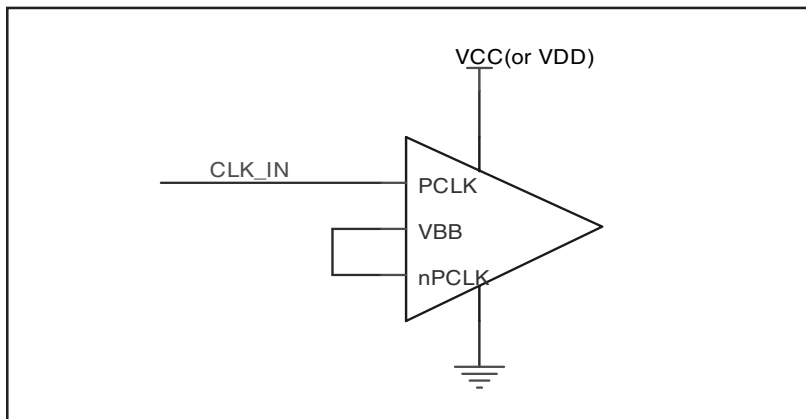 VCC(or VDD)
CLK_IN
PCLK
VBB
nPCLK